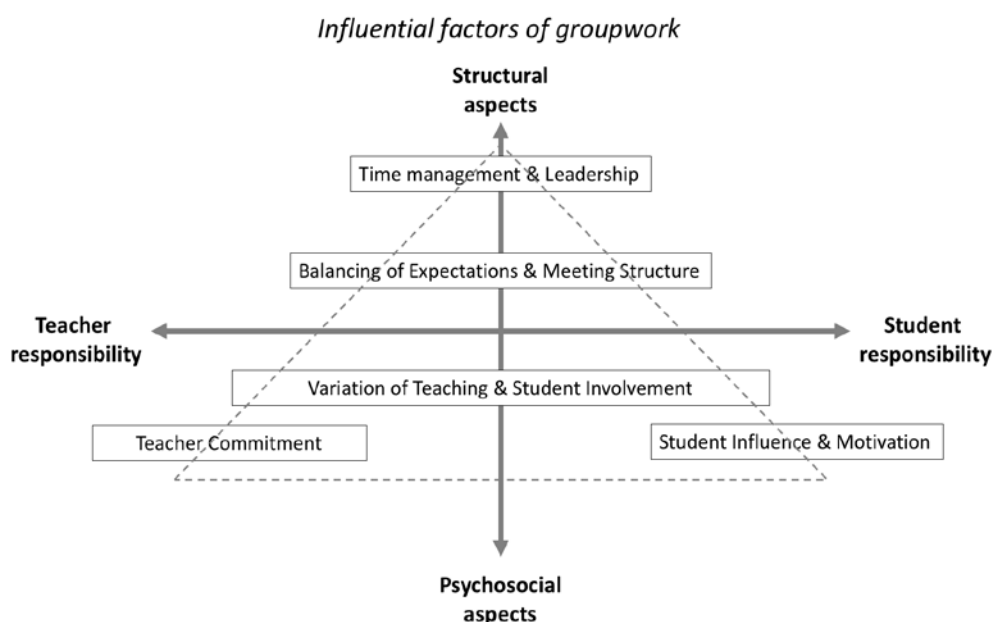 Influential factors of groupwork
Structural
aspects
Time management & Leadership
Balancing of Expectations & Meeting Structure
Teacher
responsibility
Student
responsibility
Variation of Teaching & Student Involvement
Teacher Commitment
Student Influence & Motivation
Psychosocial
aspects